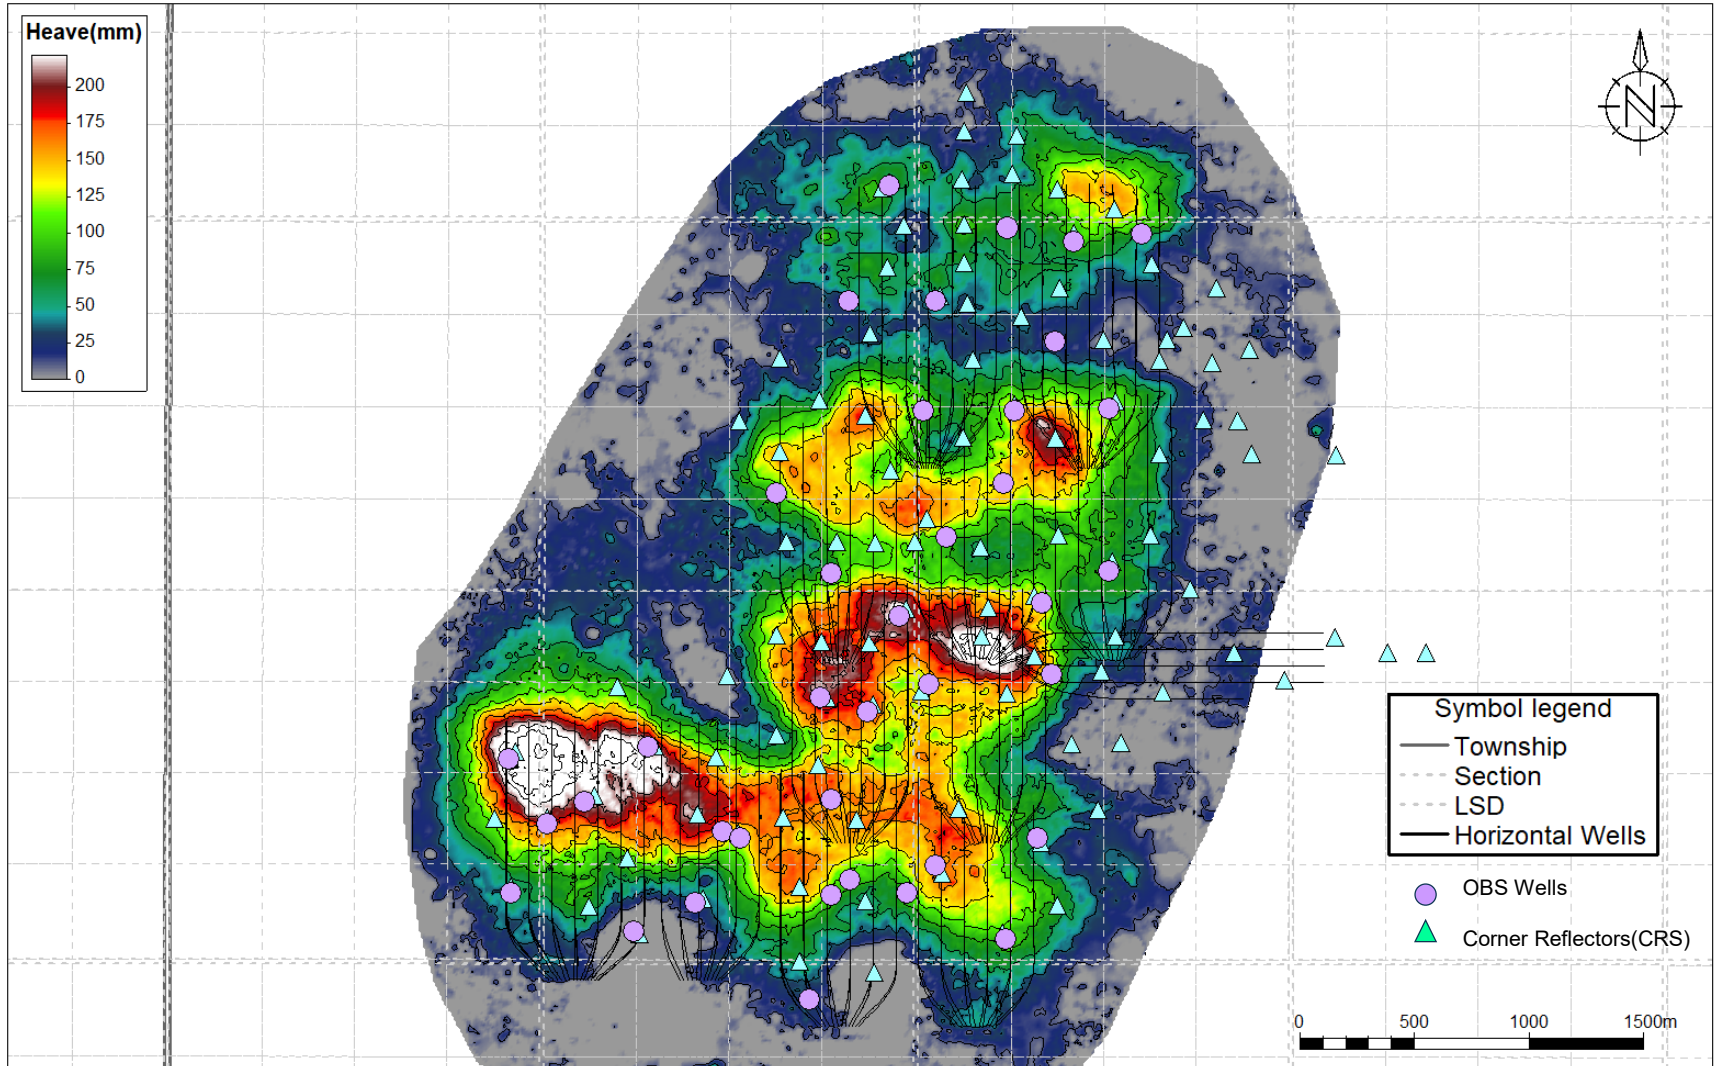 Heave(mm)
200
175
150
125
100
75
50
25
0
N
Symbol legend
Township
Section
LSD
Horizontal Wells
OBS Wells
Corner Reflectors(CRS)
0 500 1000 1500m